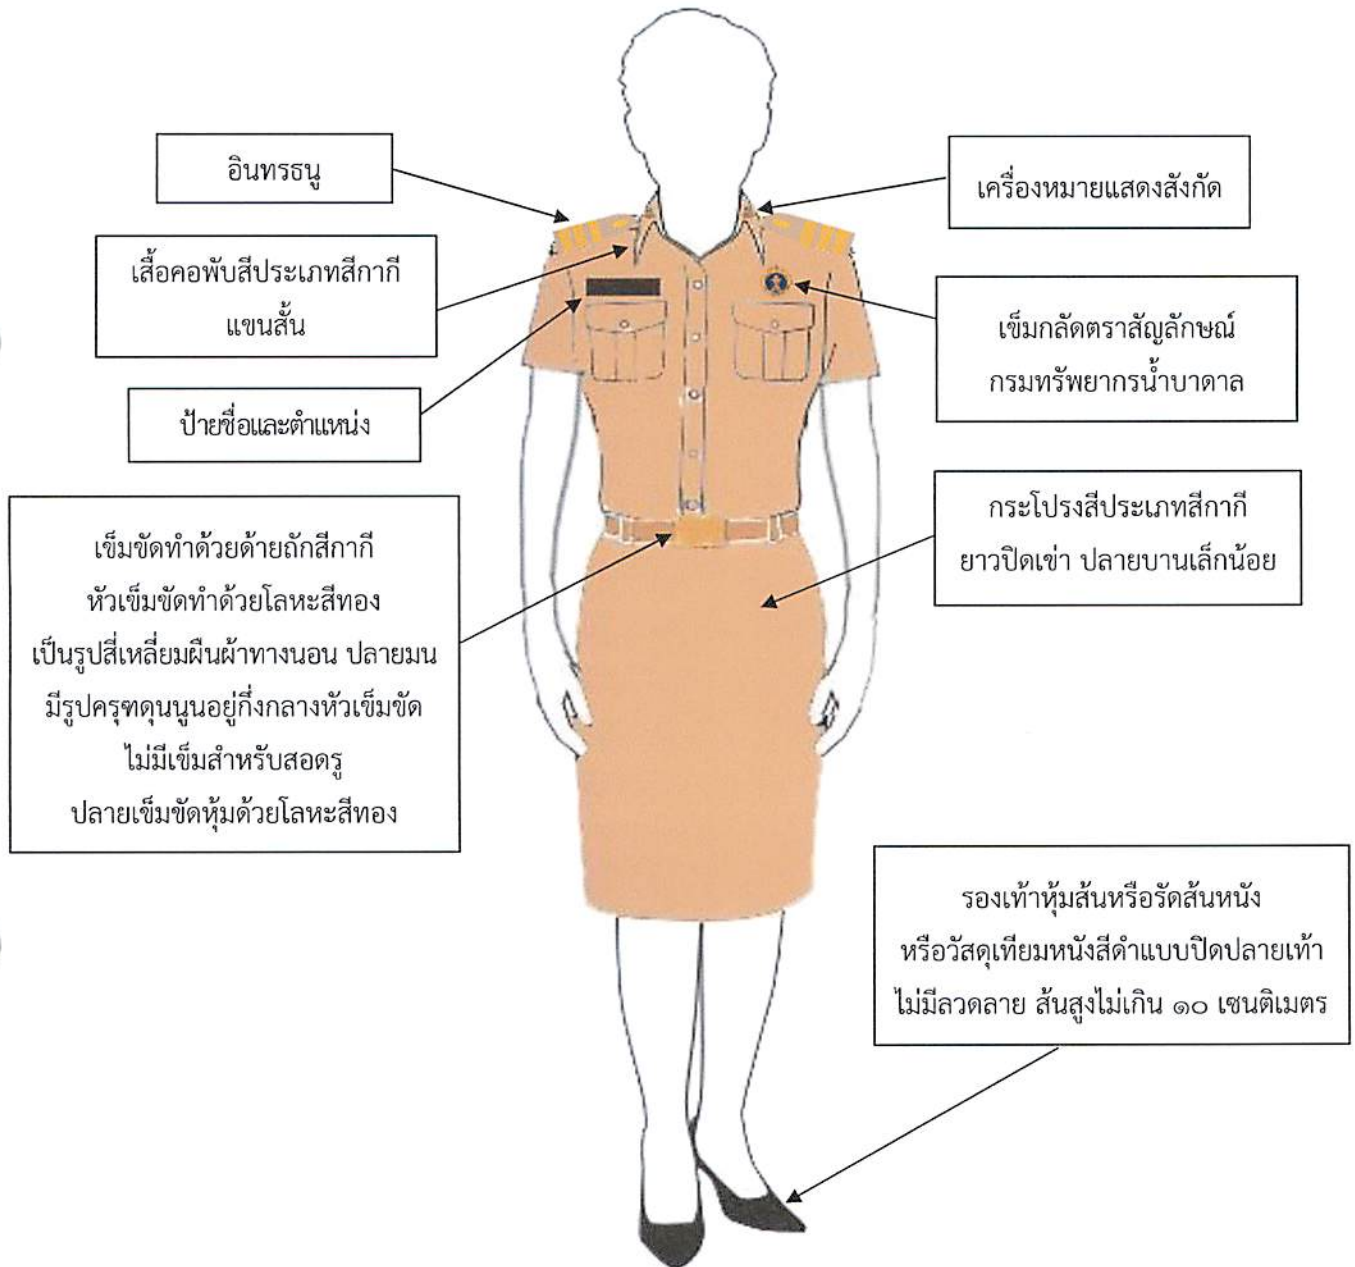 อินทรธนู
เครื่องหมายแสดงสังกัด
เสื้อคอพับสีประเภทสีกากี
แขนสั้น
เข็มกลัดตราสัญลักษณ์
กรมทรัพยากรน้ำบาดาล
ป้ายชื่อและตำแหน่ง
กระโปรงสีประเภทสีกากี
ยาวปิดเข่า ปลายบานเล็กน้อย
เข็มขัดทำด้วยด้ายถักสีกากี
หัวเข็มขัดทำด้วยโลหะสีทอง
เป็นรูปสี่เหลี่ยมผืนผ้าทางนอน ปลายมน
มีรูปครุฑดุนนูนอยู่กึ่งกลางหัวเข็มขัด
ไม่มีเข็มสำหรับสอดรู
ปลายเข็มขัดหุ้มด้วยโลหะสีทอง
รองเท้าหุ้มส้นหรือรัดส้นหนัง
หรือวัสดุเทียมหนังสีดำแบบปิดปลายเท้า
ไม่มีลวดลาย ส้นสูงไม่เกิน ๑๐ เซนติเมตร